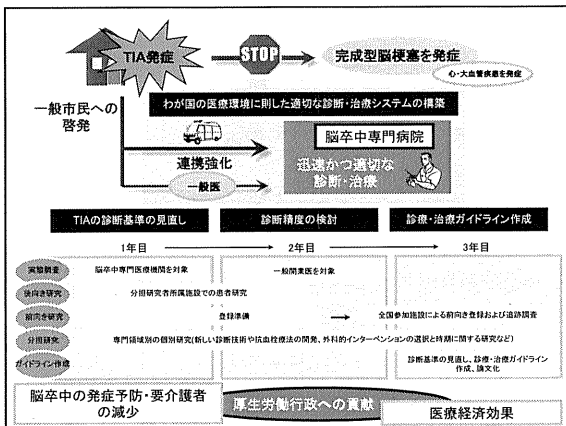 TIA発症
STOP
完成型脳梗塞を発症
心・大血管疾患を発症
一般市民への
啓発
わが国の医療環境に則した適切な診断・治療システムの構築
脳卒中専門病院
連携強化
迅速かつ適切な
診断・治療
一般医
TIAの診断基準の見直し
診断精度の検討
診療・治療ガイドライン作成
1年目
2年目
3年目
実態調査
脳卒中専門医療機関を対象
一般開業医を対象
後向き研究
分担研究者所属施設での患者研究
前向き研究
登録準備
全国参加施設による前向き登録および追跡調査
分担研究
専門領域別の個別研究(新しい診断技術や抗血栓療法の開発、外科的インターベンションの選択と時期に関する研究など)
ガイドライン作成
診断基準の見直し、診療・治療ガイドライン
作成、論文化
脳卒中の発症予防・要介護者
の減少
厚生労働行政への貢献
医療経済効果